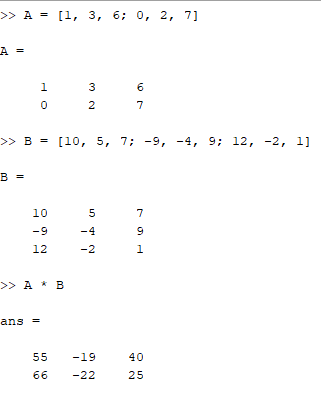 >> A = [1, 3, 6; 0, 2, 7]
A =
1 3 6
0 2 7
>> B = [10, 5, 7; -9, -4, 9; 12, -2, 1]
B =
10 5 7
-9 -4 9
12 -2 1
>> A * B
ans =
55 -19 40
66 -22 25